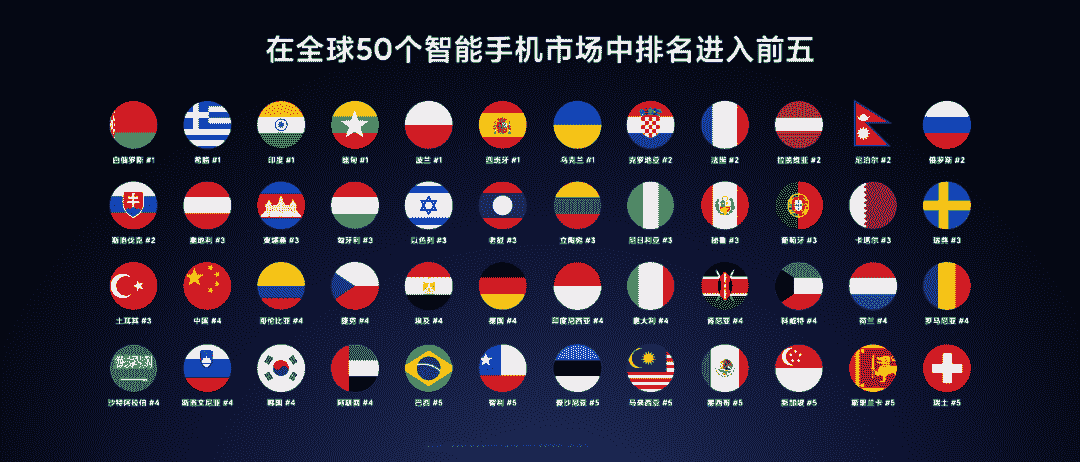 在全球50个智能手机市场中排名进入前五
白俄罗斯 #1 希腊 #1 印度 #1 缅甸 #1 波兰 #1 西班牙 #1 乌克兰 #1 克罗地亚 #2 法国 #2 拉脱维亚 #2 尼泊尔 #2 俄罗斯 #2
斯洛伐克 #2 奥地利 #3 柬埔寨 #3 匈牙利 #3 以色列 #3 老挝 #3 立陶宛 #3 尼日利亚 #3 秘鲁 #3 葡萄牙 #3 卡塔尔 #3 瑞典 #3
土耳其 #3 中国 #4 哥伦比亚 #4 捷克 #4 埃及 #4 德国 #4 印度尼西亚 #4 意大利 #4 肯尼亚 #4 科威特 #4 荷兰 #4 罗马尼亚 #4
沙特阿拉伯 #4 斯洛文尼亚 #4 韩国 #4 阿联酋 #4 巴西 #5 智利 #5 爱沙尼亚 #5 马来西亚 #5 墨西哥 #5 新加坡 #5 斯里兰卡 #5 瑞士 #5